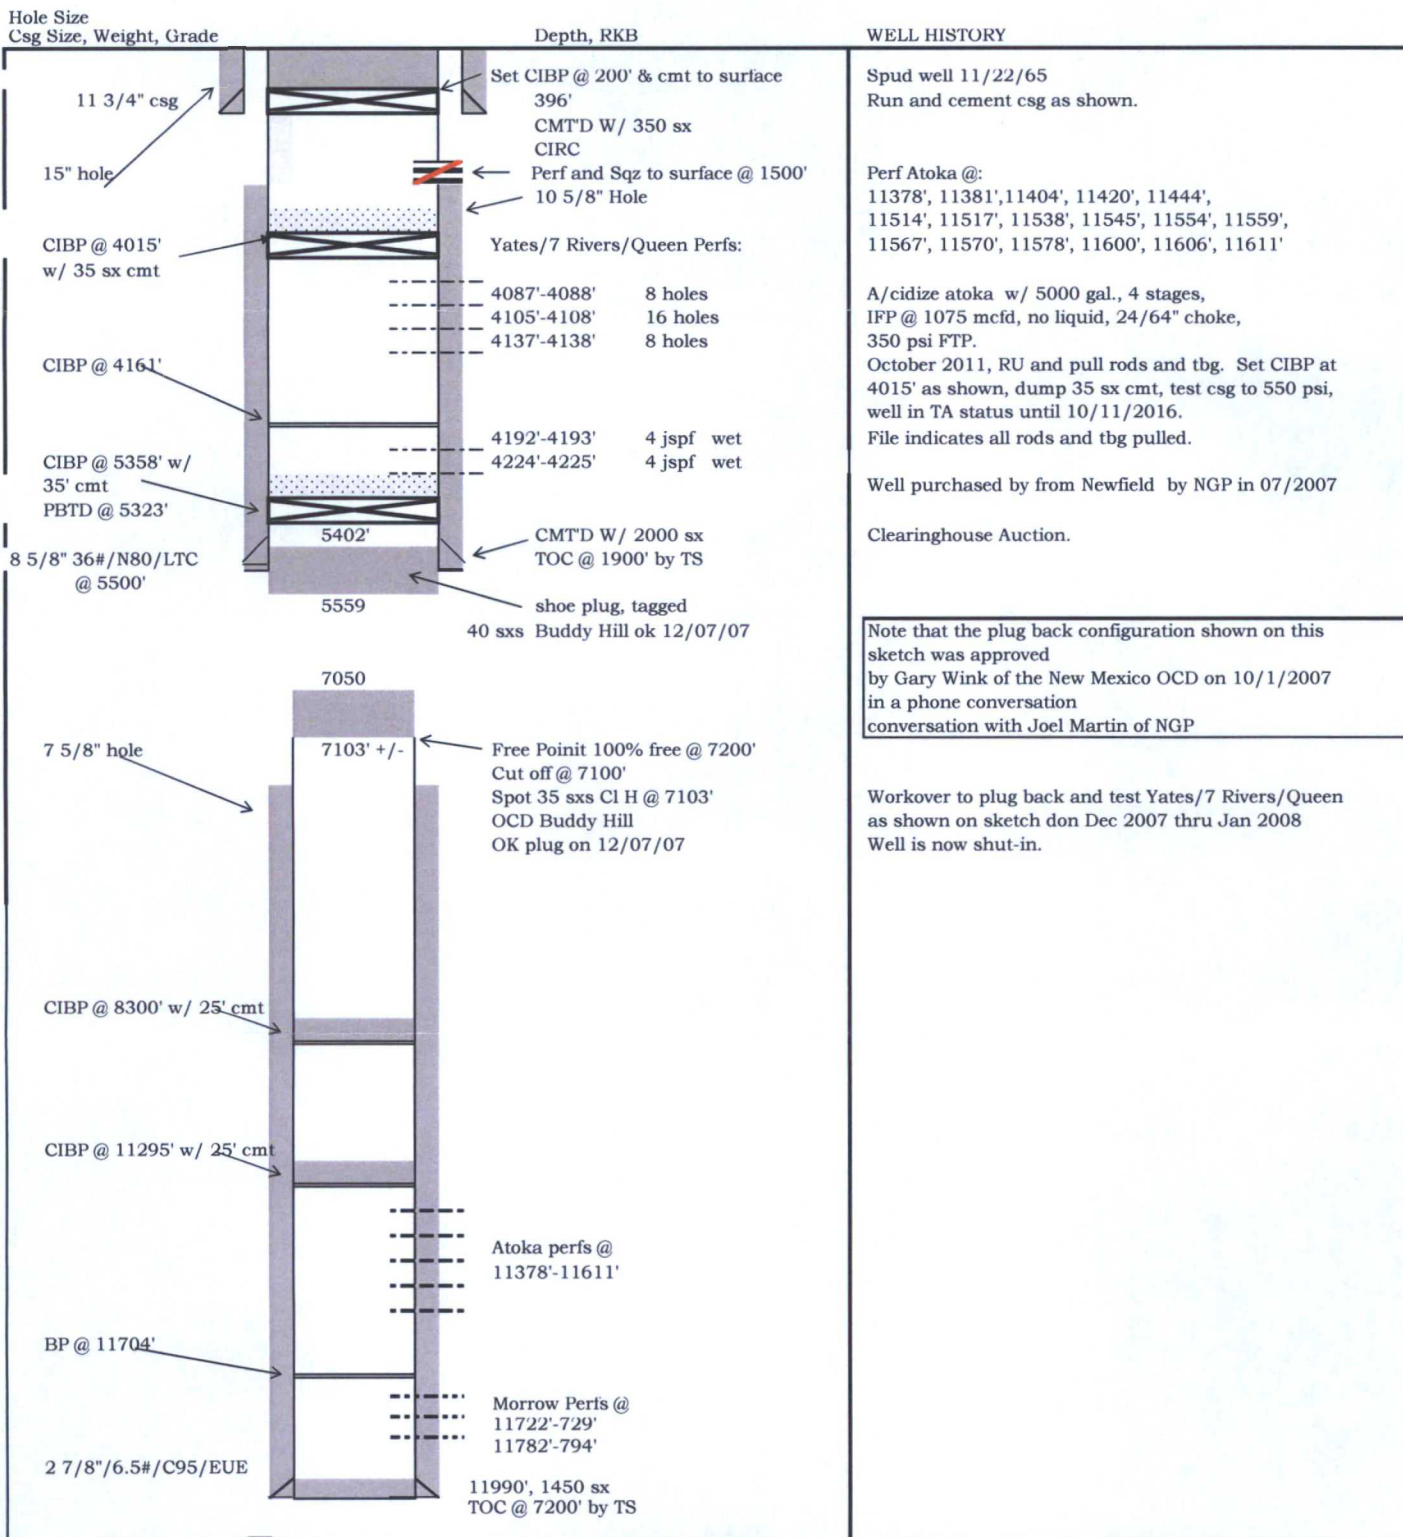 Hole Size
Csg Size, Weight, Grade
Depth, RKB
WELL HISTORY
11 3/4" csg
15" hole
CIBP @ 4015'
w/ 35 sx cmt
CIBP @ 4161'
CIBP @ 5358' w/
35' cmt
PBTD @ 5323'
8 5/8" 36#/N80/LTC
@ 5500'
Set CIBP @ 200' & cmt to surface
396'
CMT'D W/ 350 sx
CIRC
Perf and Sqz to surface @ 1500'
10 5/8" Hole
Yates/7 Rivers/Queen Perfs:
4087'-4088' 8 holes
4105'-4108' 16 holes
4137'-4138' 8 holes
4192'-4193' 4 jspf wet
4224'-4225' 4 jspf wet
5402'
CMT'D W/ 2000 sx
TOC @ 1900' by TS
5559
shoe plug, tagged
40 sxs Buddy Hill ok 12/07/07
7050
7 5/8" hole
7103' +/-
Free Poinit 100% free @ 7200'
Cut off @ 7100'
Spot 35 sxs Cl H @ 7103'
OCD Buddy Hill
OK plug on 12/07/07
CIBP @ 8300' w/ 25' cmt
CIBP @ 11295' w/ 25' cmt
Atoka perfs @
11378'-11611'
BP @ 11704'
Morrow Perfs @
11722'-729'
11782'-794'
2 7/8"/6.5#/C95/EUE
11990', 1450 sx
TOC @ 7200' by TS
Spud well 11/22/65
Run and cement csg as shown.
Perf Atoka @:
11378', 11381',11404', 11420', 11444',
11514', 11517', 11538', 11545', 11554', 11559',
11567', 11570', 11578', 11600', 11606', 11611'
A/cidize atoka w/ 5000 gal., 4 stages,
IFP @ 1075 mcfd, no liquid, 24/64" choke,
350 psi FTP.
October 2011, RU and pull rods and tbg. Set CIBP at
4015' as shown, dump 35 sx cmt, test csg to 550 psi,
well in TA status until 10/11/2016.
File indicates all rods and tbg pulled.
Well purchased by from Newfield by NGP in 07/2007
Clearinghouse Auction.
Note that the plug back configuration shown on this
sketch was approved
by Gary Wink of the New Mexico OCD on 10/1/2007
in a phone conversation
conversation with Joel Martin of NGP
Workover to plug back and test Yates/7 Rivers/Queen
as shown on sketch don Dec 2007 thru Jan 2008
Well is now shut-in.